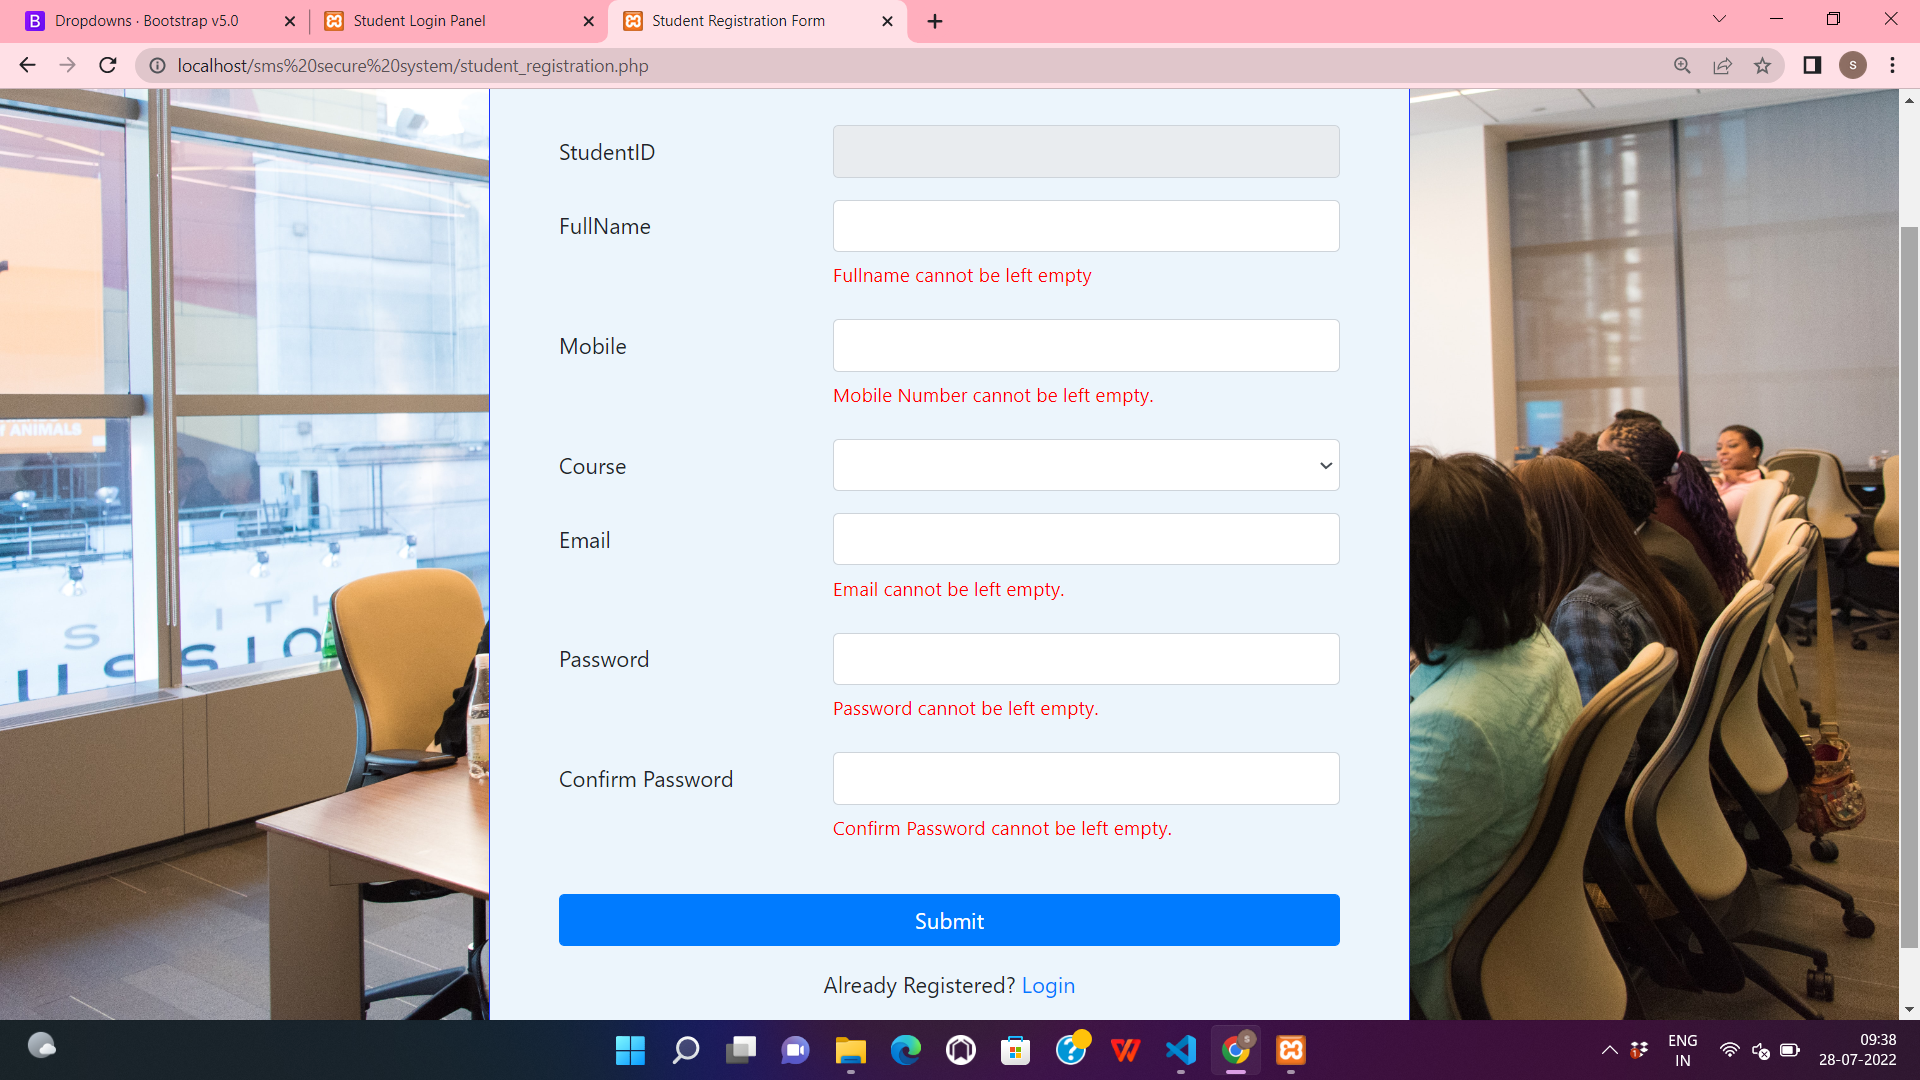 Dropdowns · Bootstrap v5.0
Student Login Panel
Student Registration Form
localhost/sms%20secure%20system/student_registration.php
S
StudentID
FullName
Fullname cannot be left empty
Mobile
Mobile Number cannot be left empty.
Course
Email
Email cannot be left empty.
Password
Password cannot be left empty.
Confirm Password
Confirm Password cannot be left empty.
Submit
Already Registered? Login
ANIMALS
USSIO
ENG
IN
09:38
28-07-2022